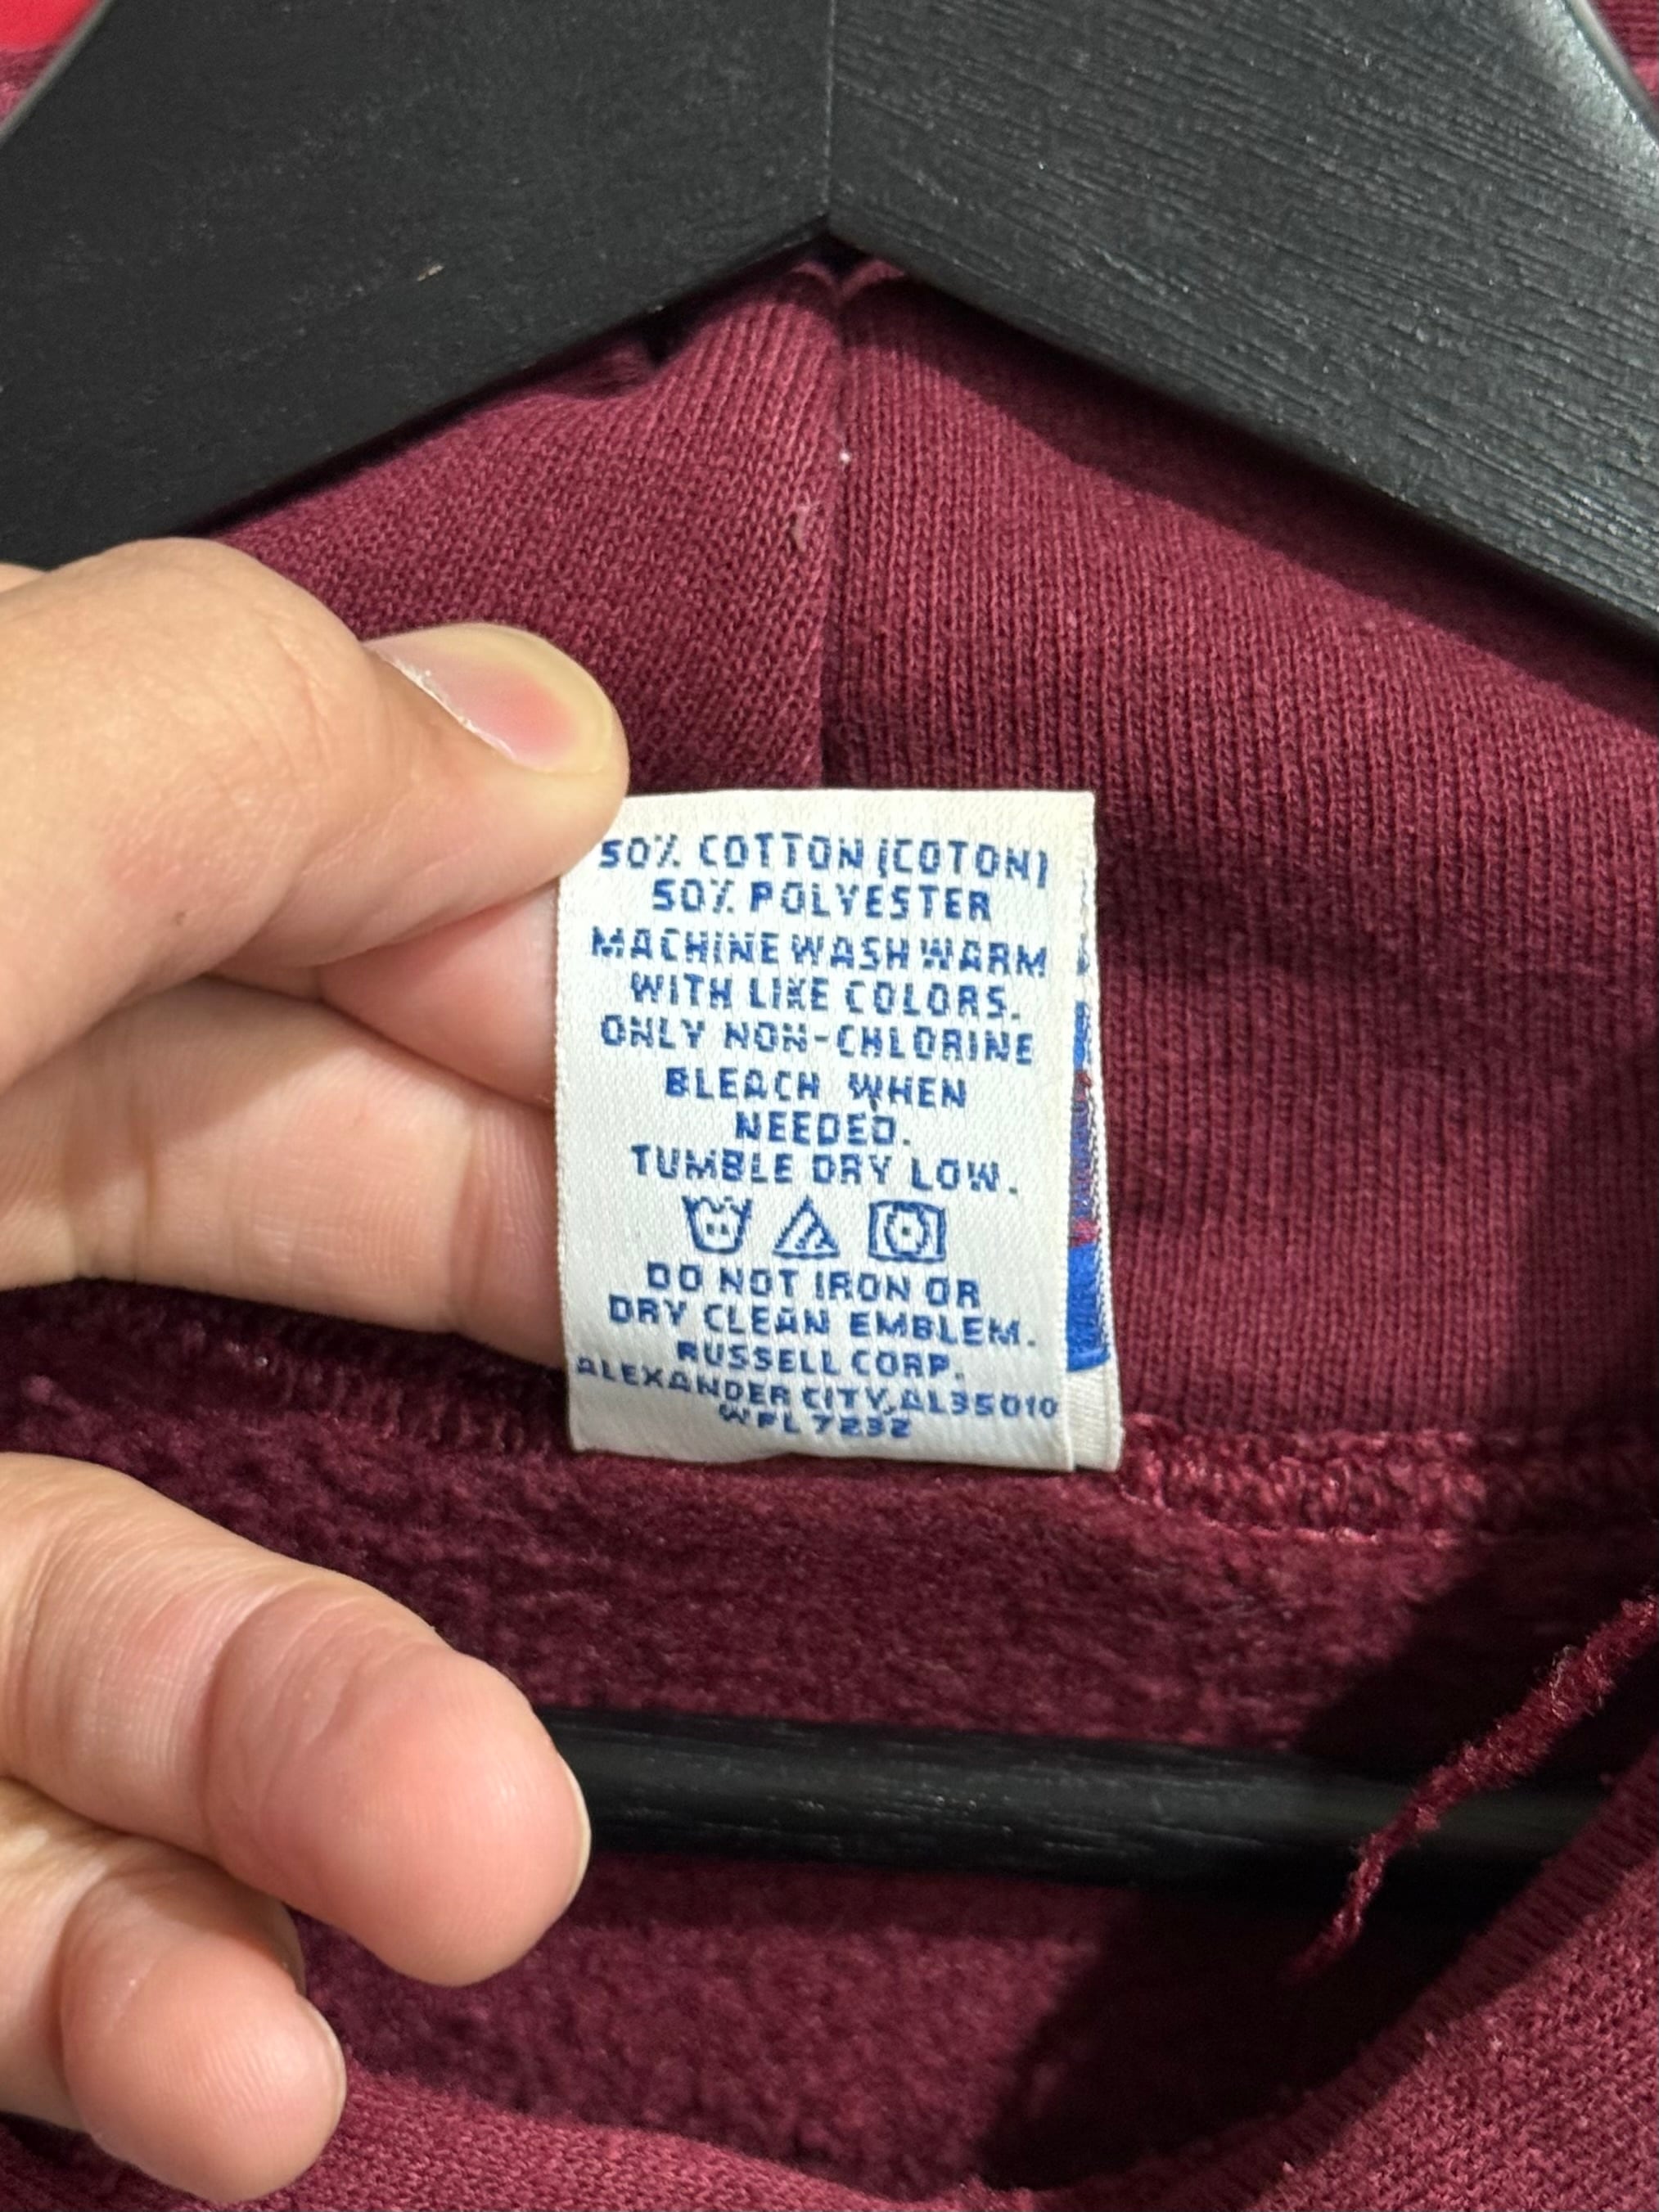 50% COTTON (COTON)
50% POLYESTER
MACHINE WASH WARM
WITH LIKE COLORS.
ONLY NON-CHLORINE
BLEACH WHEN
NEEDED.
TUMBLE DRY LOW.
DO NOT IRON OR
DRY CLEAN EMBLEM.
RUSSELL CORP.
ALEXANDER CITY, AL35010
WPL 7232